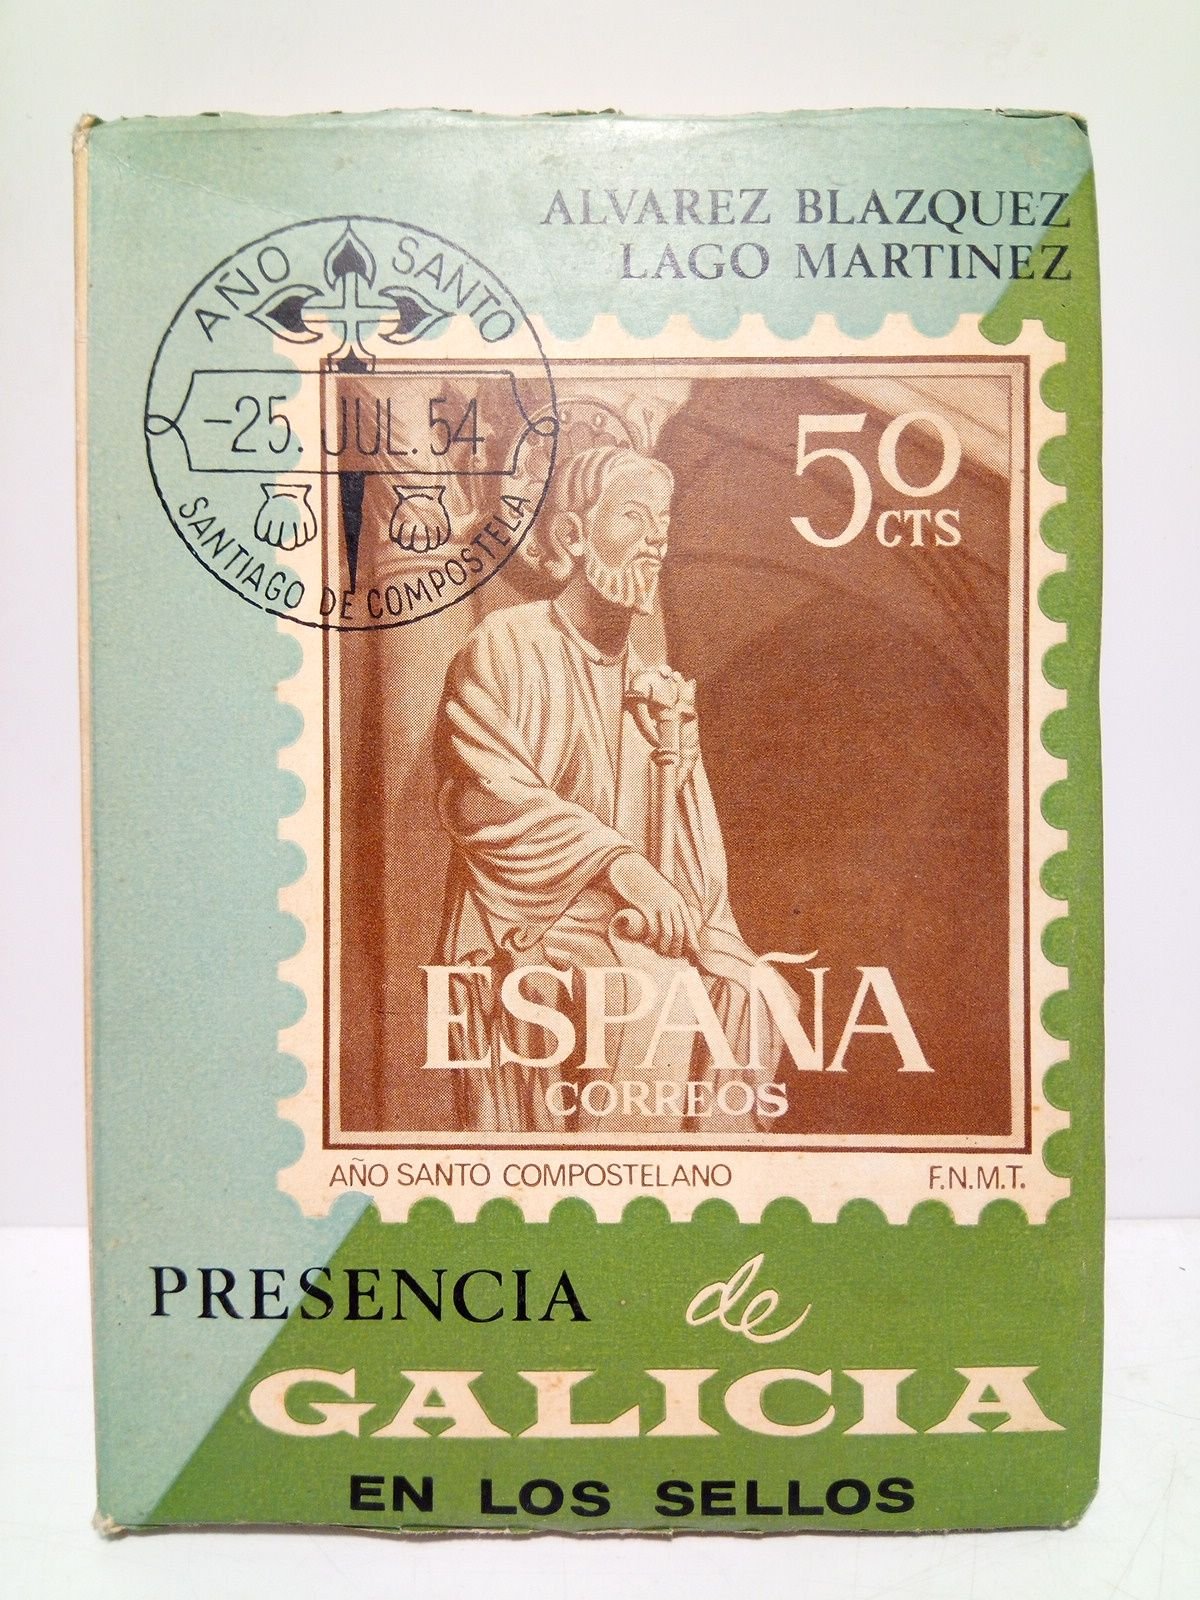 ALVAREZ BLAZQUEZ
LAGO MARTINEZ
AÑO SANTO
-25. JUL. 54
SANTIAGO DE COMPOSTELA
50
CTS
ESPAÑA
CORREOS
AÑO SANTO COMPOSTELANO F.N.M.T.
PRESENCIA de
GALICIA
EN LOS SELLOS